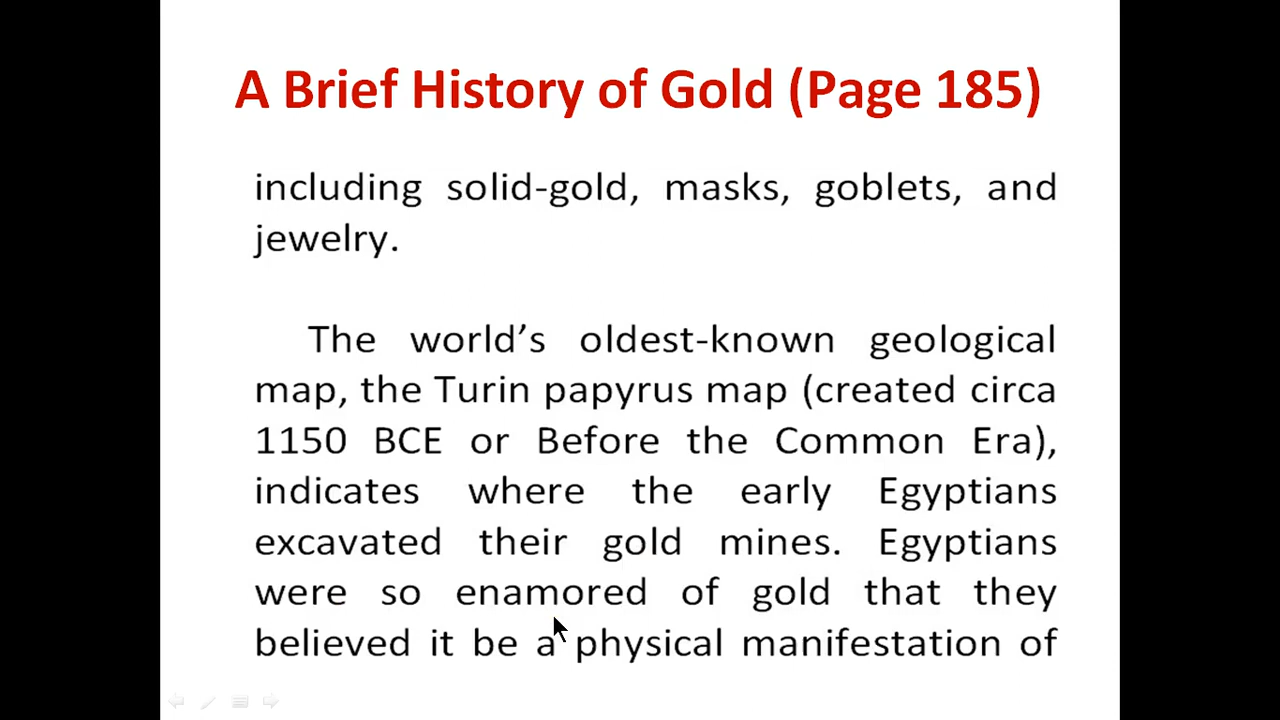 A Brief History of Gold (Page 185)
including solid-gold, masks, goblets, and
jewelry.
The world’s oldest-known geological
map, the Turin papyrus map (created circa
1150 BCE or Before the Common Era),
indicates where the early Egyptians
excavated their gold mines. Egyptians
were so enamored of gold that they
believed it be a physical manifestation of